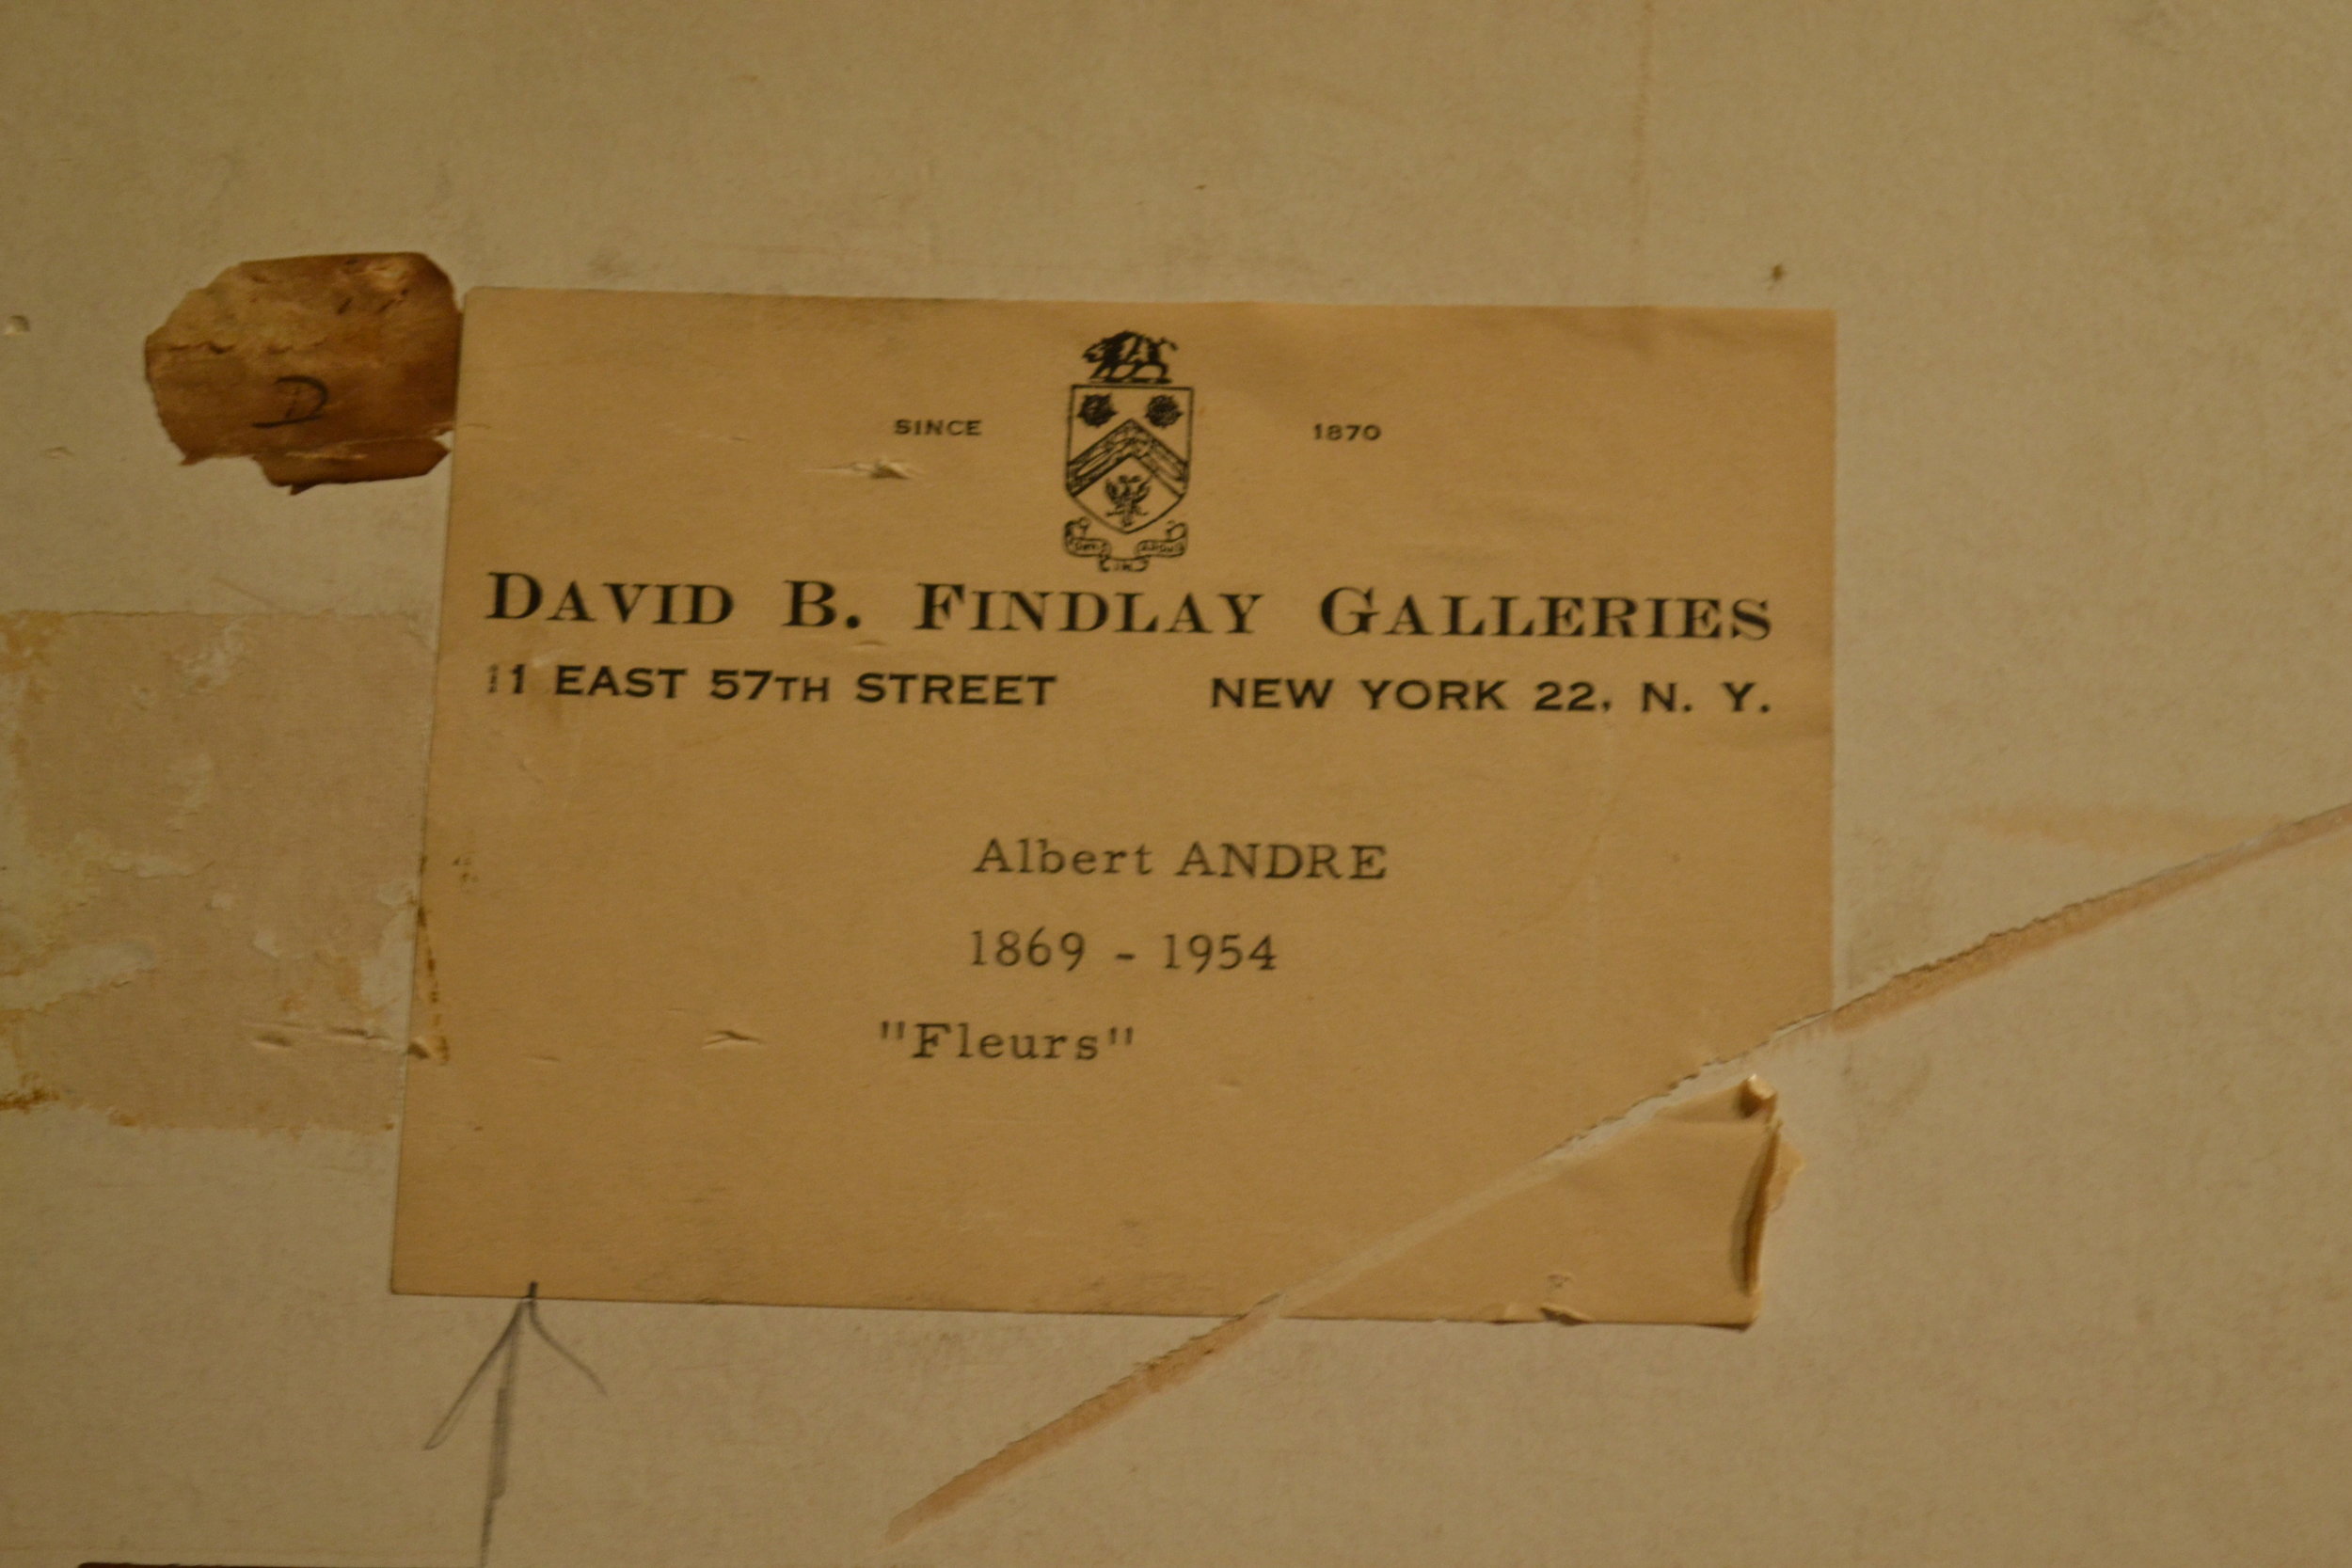 SINCE 1870
DAVID B. FINDLAY GALLERIES
11 EAST 57TH STREET NEW YORK 22, N. Y.
Albert ANDRE
1869 - 1954
"Fleurs"
D